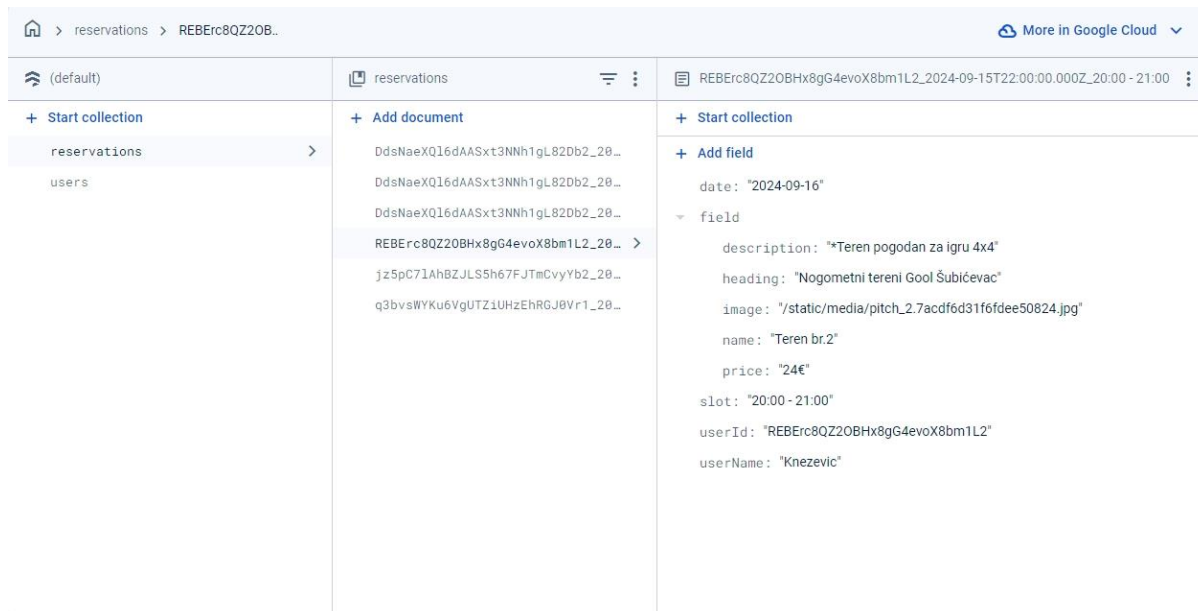 reservations > REBErc8QZ2OB..
More in Google Cloud
(default)
+ Start collection
reservations
users
reservations
+ Add document
DdsNaeXQl6dAASxt3NNh1gL82Db2_20…
DdsNaeXQl6dAASxt3NNh1gL82Db2_20…
DdsNaeXQl6dAASxt3NNh1gL82Db2_20…
REBErc8QZ2OBHx8gG4evoX8bm1L2_20…
jz5pC7lAhBZJLS5h67FJTmCvyYb2_20…
q3bvsWYKu6VgUTZiUHzEhRGJ0Vr1_20…
REBErc8QZ2OBHx8gG4evoX8bm1L2_2024-09-15T22:00:00.000Z_20:00 - 21:00
+ Start collection
+ Add field
date: "2024-09-16"
field
description: "*Teren pogodan za igru 4x4"
heading: "Nogometni tereni Gool Šubićevac"
image: "/static/media/pitch_2.7acdf6d31f6fdee50824.jpg"
name: "Teren br.2"
price: "24€"
slot: "20:00 - 21:00"
userId: "REBErc8QZ2OBHx8gG4evoX8bm1L2"
userName: "Knezevic"